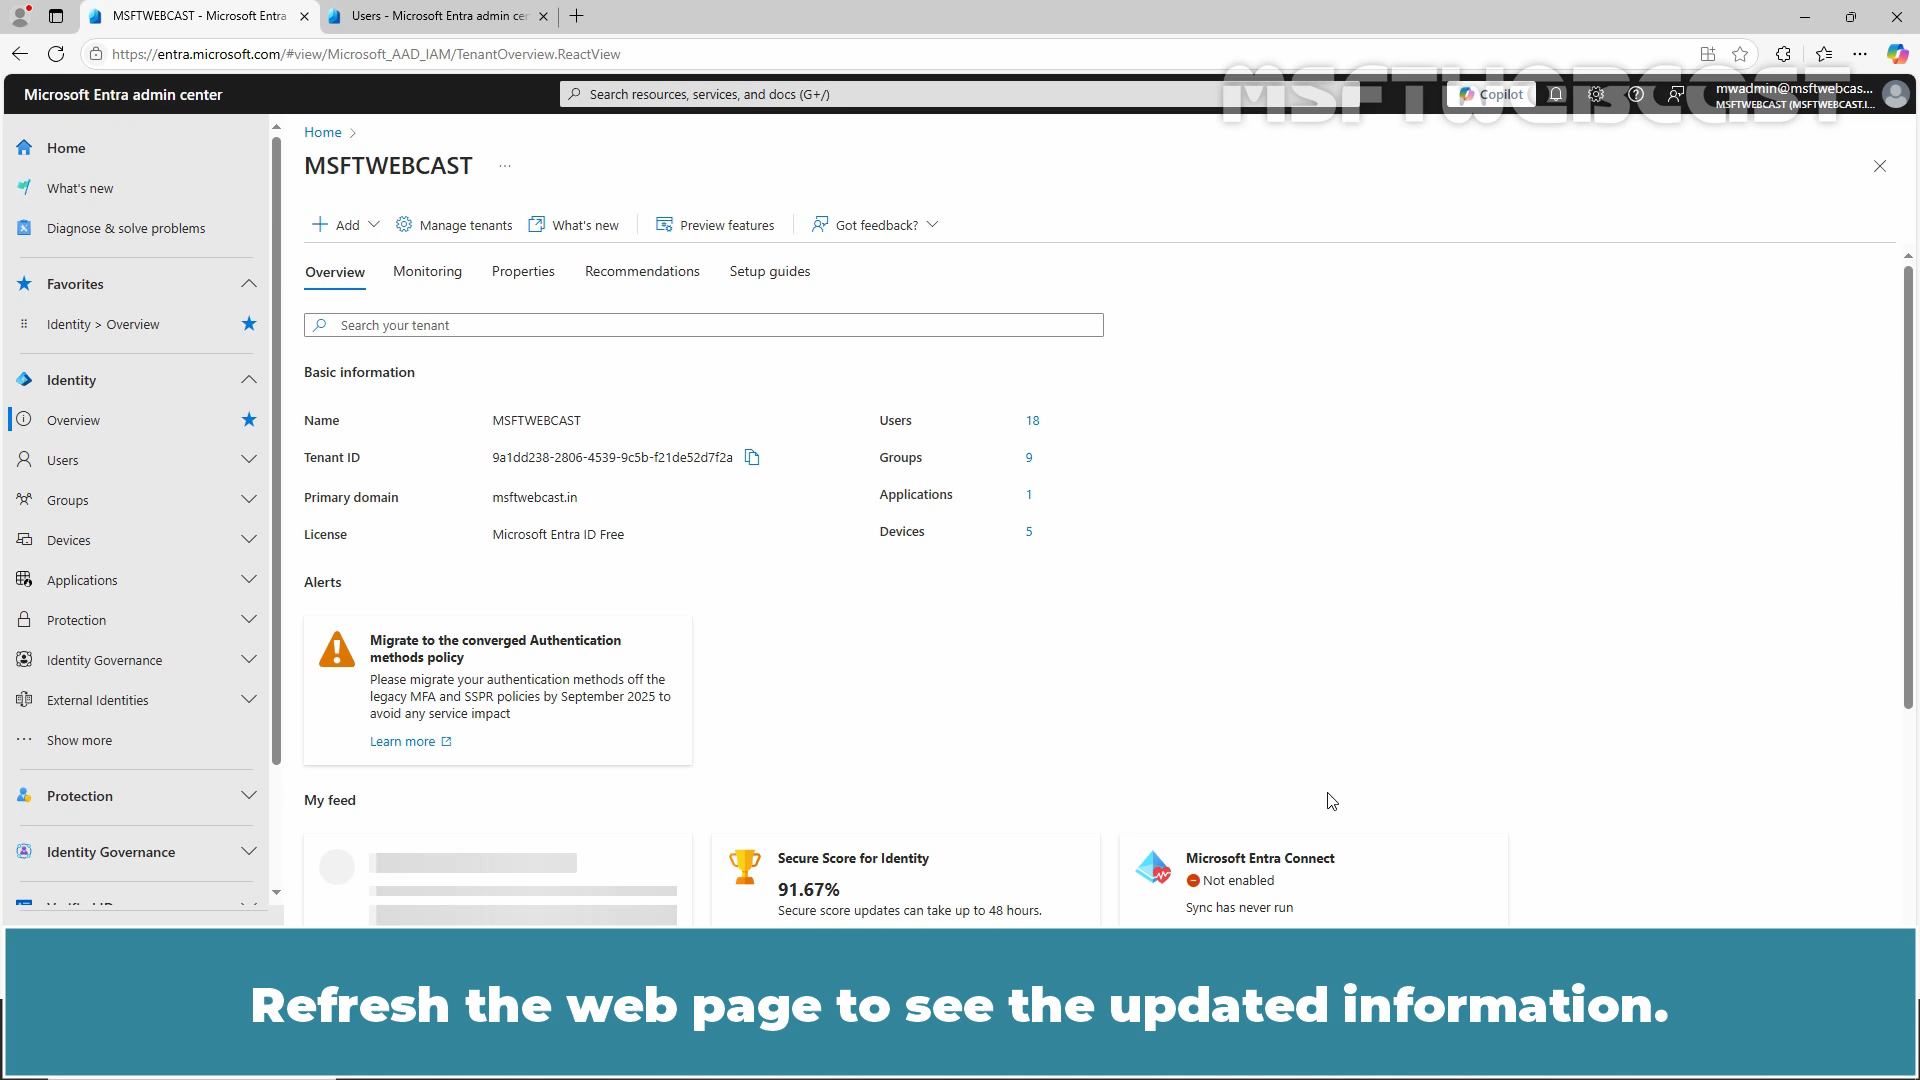 MSFTWEBCAST - Microsoft Entra
Users - Microsoft Entra admin cen
https://entra.microsoft.com/#view/Microsoft_AAD_IAM/TenantOverview.ReactView
Microsoft Entra admin center
Search resources, services, and docs (G+/)
MSFTWEBCAST
Copilot
mwadmin@msftwebcas...
MSFTWEBCAST (MSFTWEBCAST.I...
Home
What's new
Diagnose & solve problems
Favorites
Identity > Overview
Identity
Overview
Users
Groups
Devices
Applications
Protection
Identity Governance
External Identities
Show more
Protection
Identity Governance
Home >
MSFTWEBCAST ...
Add
Manage tenants
What's new
Preview features
Got feedback?
Overview
Monitoring
Properties
Recommendations
Setup guides
Search your tenant
Basic information
Name MSFTWEBCAST
Tenant ID 9a1dd238-2806-4539-9c5b-f21de52d7f2a
Primary domain msftwebcast.in
License Microsoft Entra ID Free
Users 18
Groups 9
Applications 1
Devices 5
Alerts
Migrate to the converged Authentication
methods policy
Please migrate your authentication methods off the
legacy MFA and SSPR policies by September 2025 to
avoid any service impact
Learn more
My feed
Secure Score for Identity
91.67%
Secure score updates can take up to 48 hours.
Microsoft Entra Connect
Not enabled
Sync has never run
Refresh the web page to see the updated information.